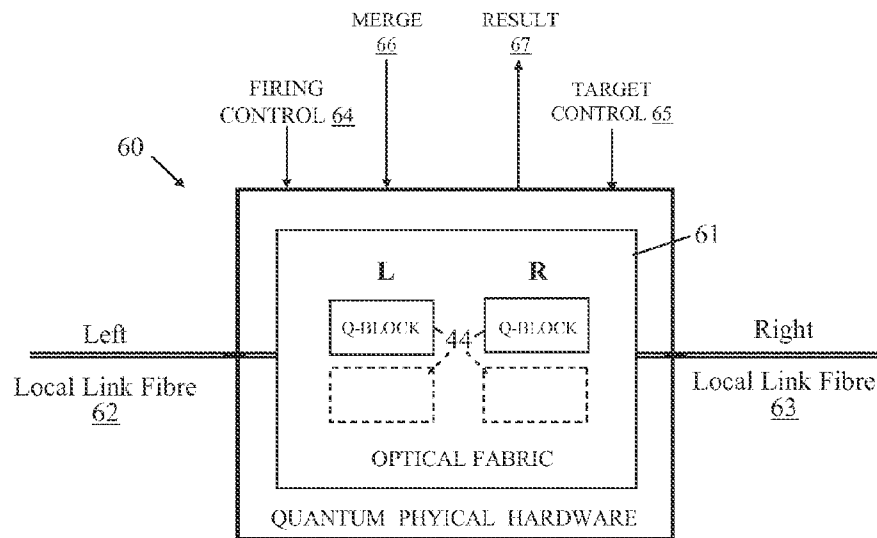 MERGE
66
RESULT
67
FIRING
CONTROL 64
TARGET
CONTROL 65
60
61
L
R
Q-BLOCK
44
Q-BLOCK
Left
Right
Local Link Fibre
62
Local Link Fibre
63
OPTICAL FABRIC
QUANTUM PHYICAL HARDWARE